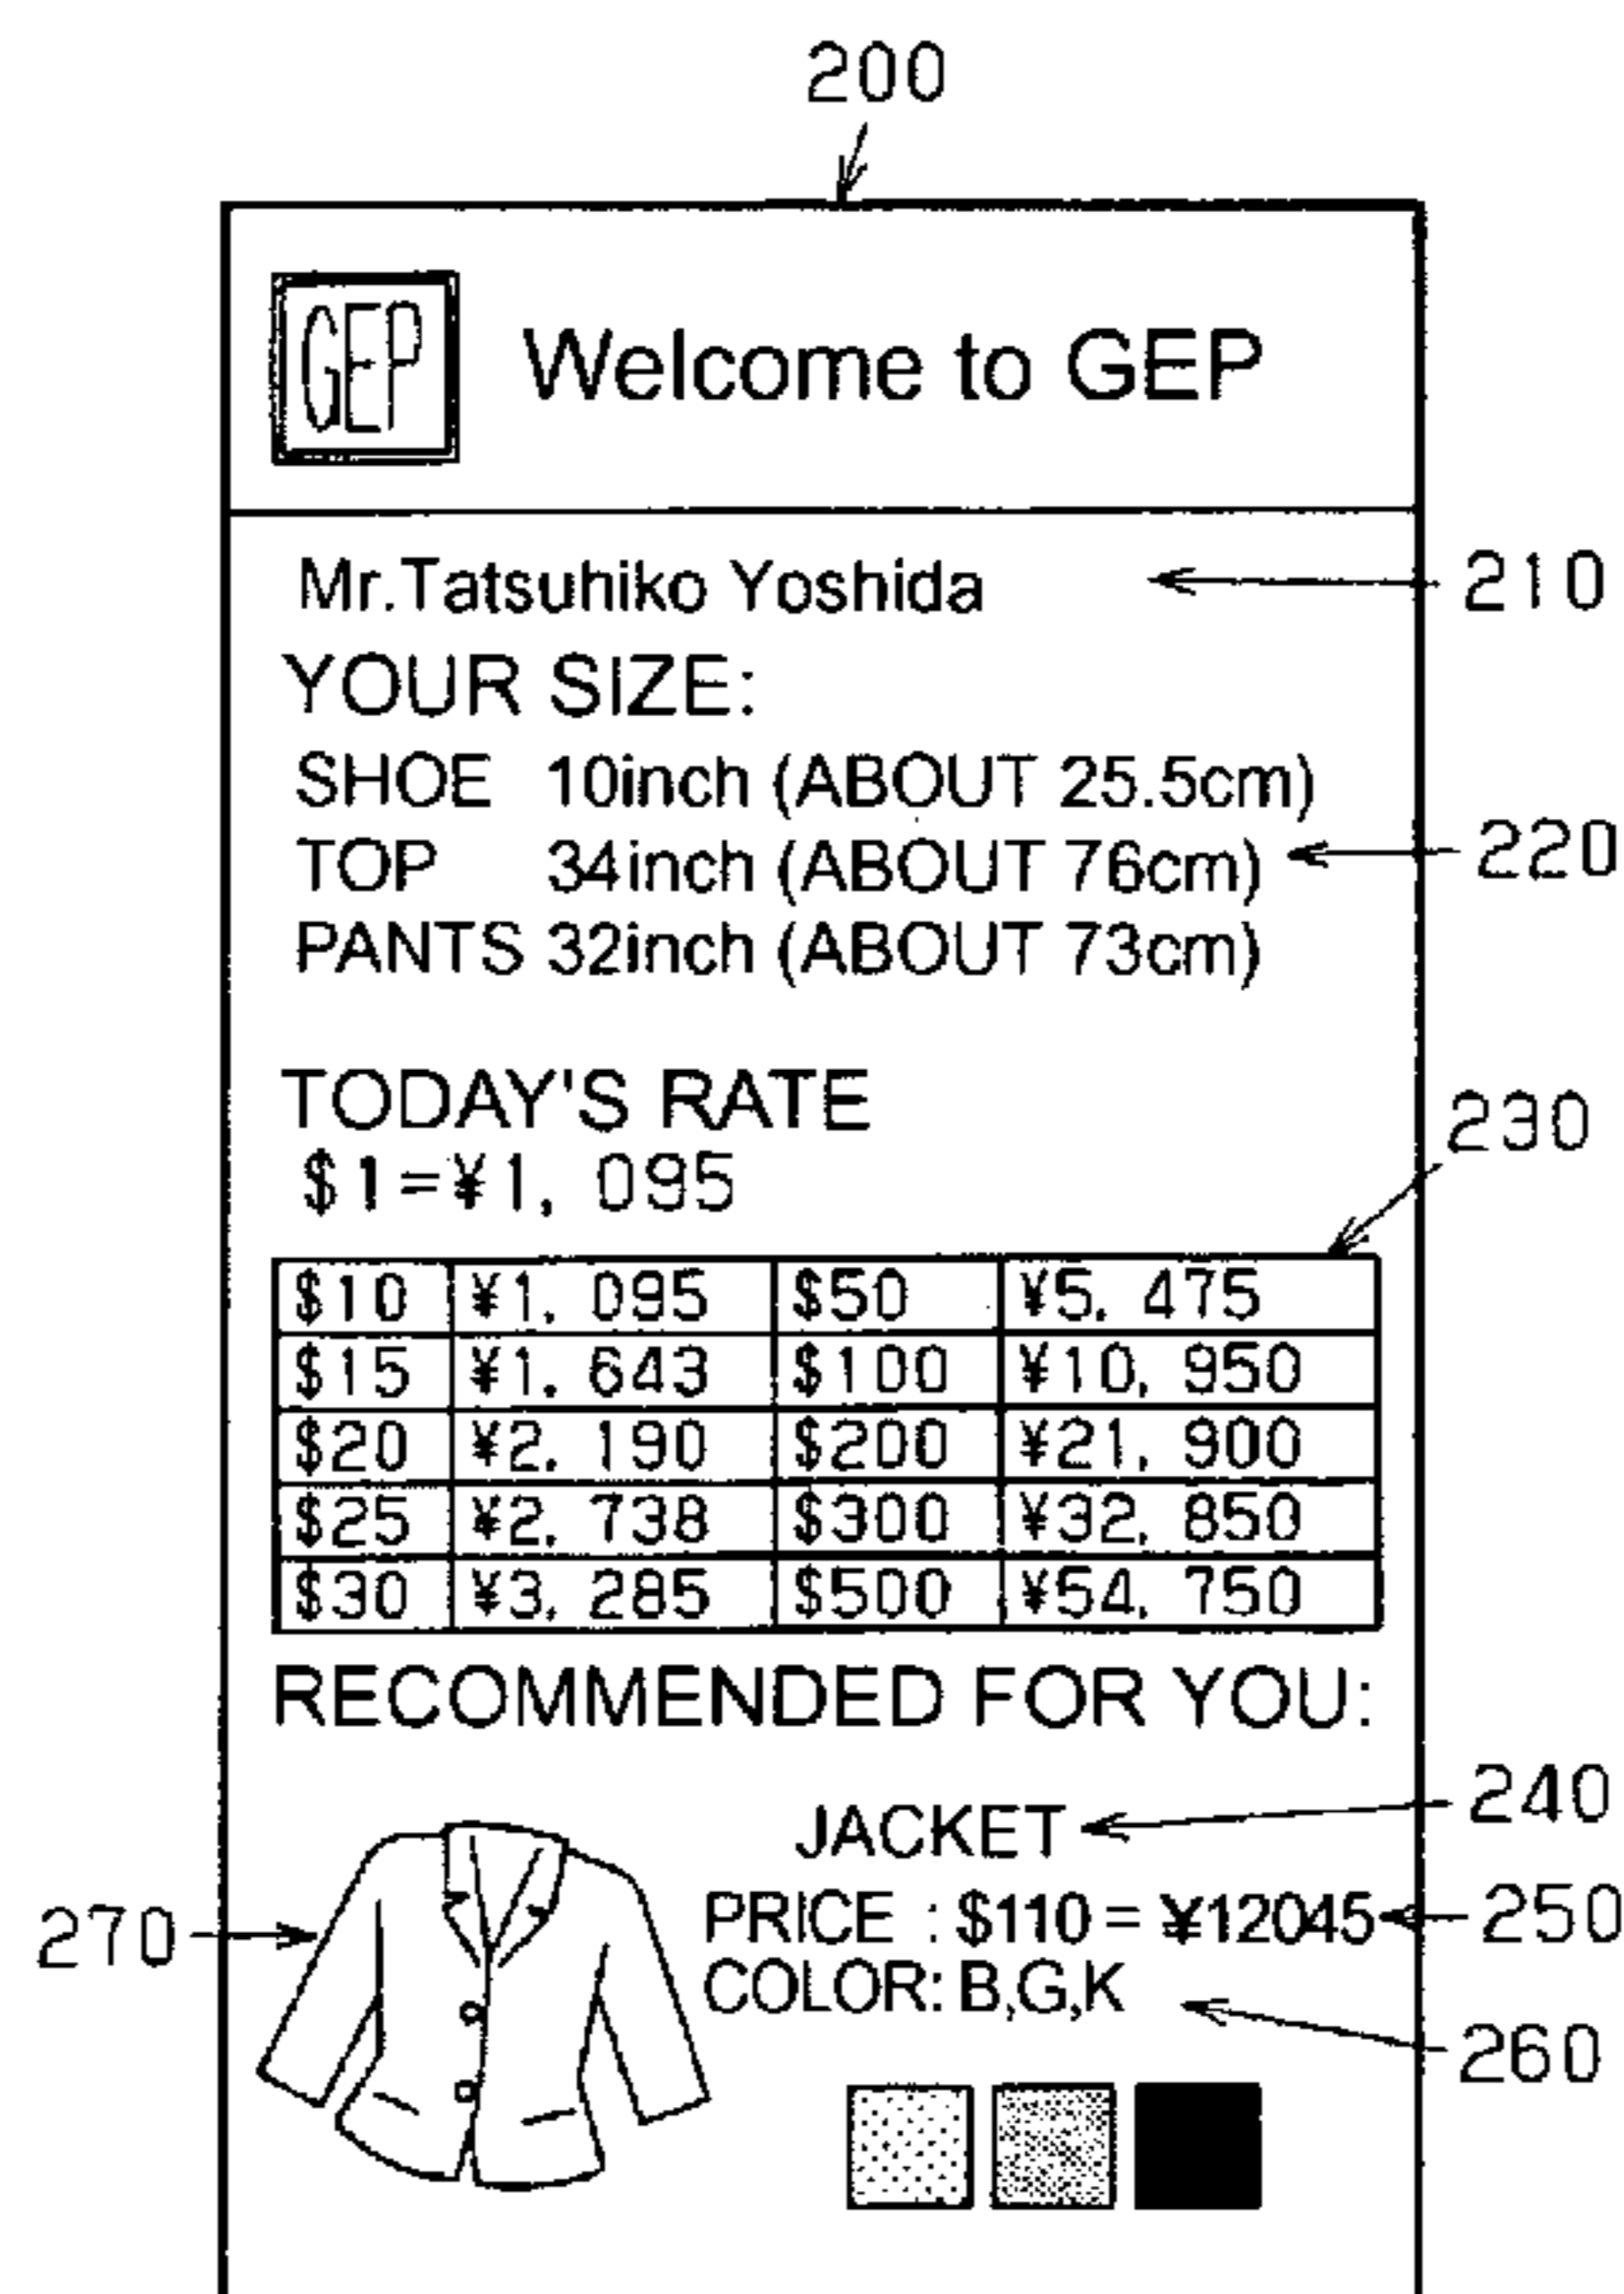 200
GEP
Welcome to GEP
Mr.Tatsuhiko Yoshida
210
YOUR SIZE:
SHOE 10inch (ABOUT 25.5cm)
TOP 34inch (ABOUT 76cm)
220
PANTS 32inch (ABOUT 73cm)
TODAY'S RATE
230
$1=¥1, 095
$10 ¥1, 095 $50 ¥5, 475
$15 ¥1, 643 $100 ¥10, 950
$20 ¥2, 190 $200 ¥21, 900
$25 ¥2, 738 $300 ¥32, 850
$30 ¥3, 285 $500 ¥54, 750
RECOMMENDED FOR YOU:
240
JACKET
270
PRICE : $110 = ¥12045
250
COLOR: B,G,K
260